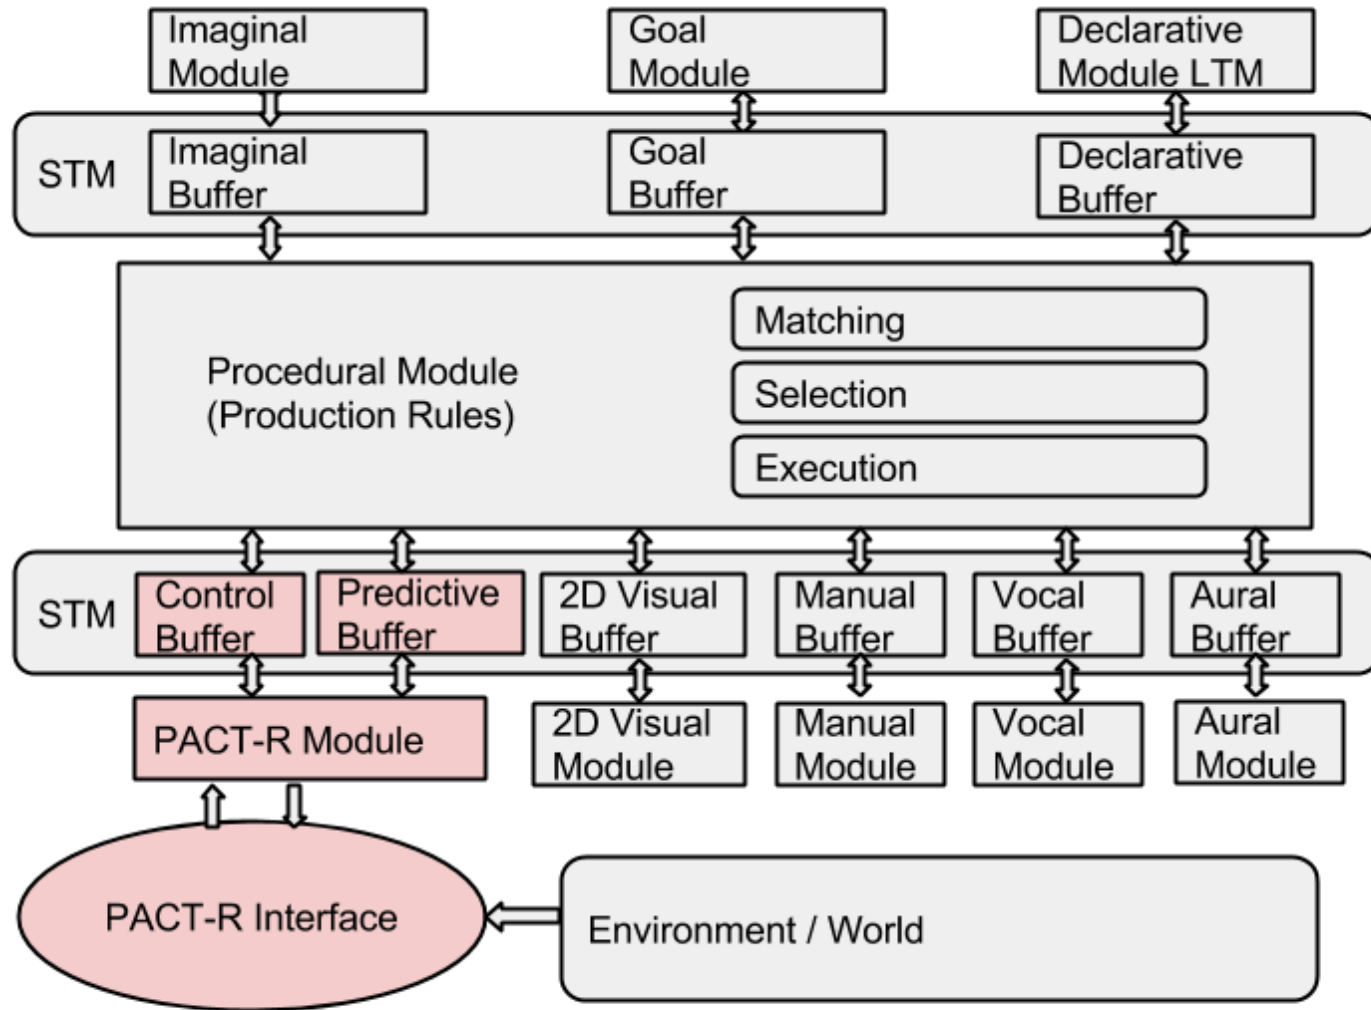 Imaginal
Module
Goal
Module
Declarative
Module LTM
STM
Imaginal
Buffer
Goal
Buffer
Declarative
Buffer
Procedural Module
(Production Rules)
Matching
Selection
Execution
STM
Control
Buffer
Predictive
Buffer
2D Visual
Buffer
Manual
Buffer
Vocal
Buffer
Aural
Buffer
PACT-R Module
2D Visual
Module
Manual
Module
Vocal
Module
Aural
Module
PACT-R Interface
Environment / World